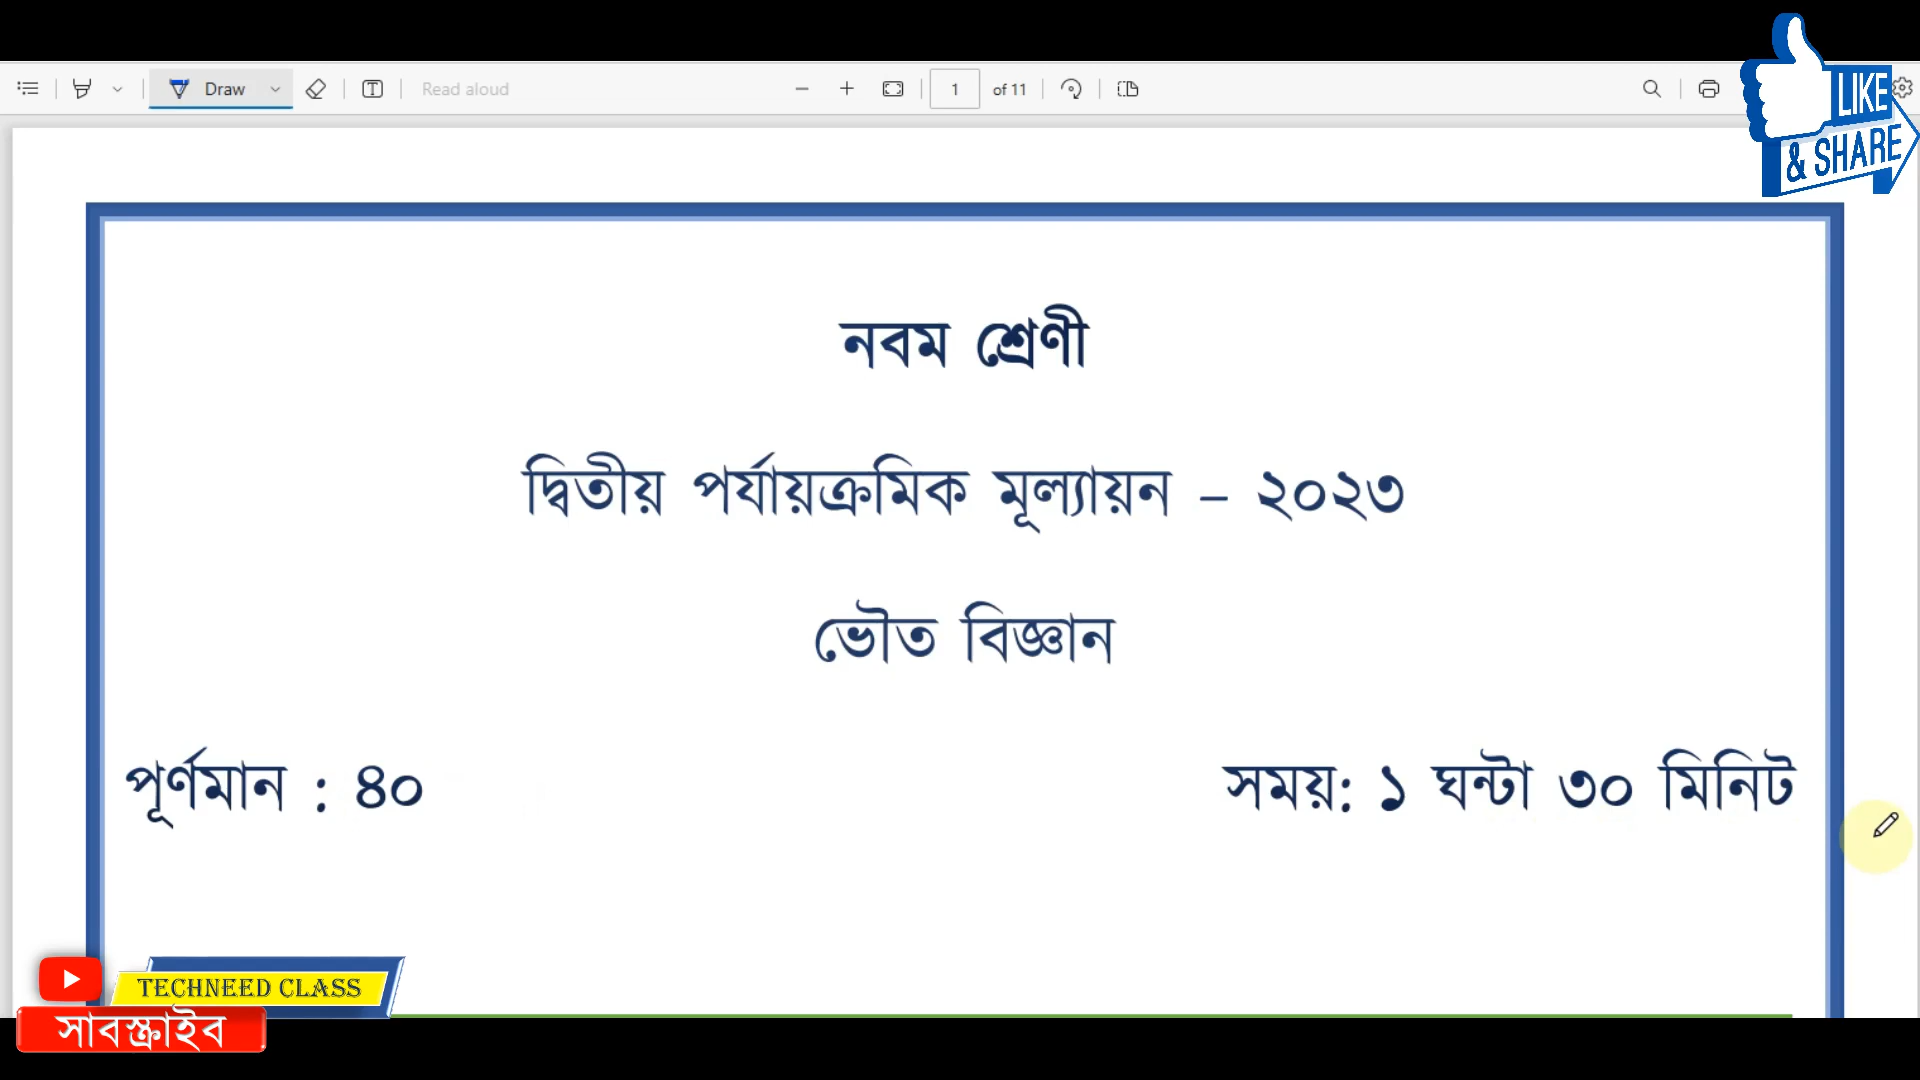 Draw
Read aloud
1 of 11
LIKE
& SHARE
নবম শ্রেণী
দ্বিতীয় পর্যায়ক্রমিক মূল্যায়ন – ২০২৩
ভৌত বিজ্ঞান
পূর্ণমান : ৪০
সময়: ১ ঘন্টা ৩০ মিনিট
TECHNEED CLASS
সাবস্ক্রাইব